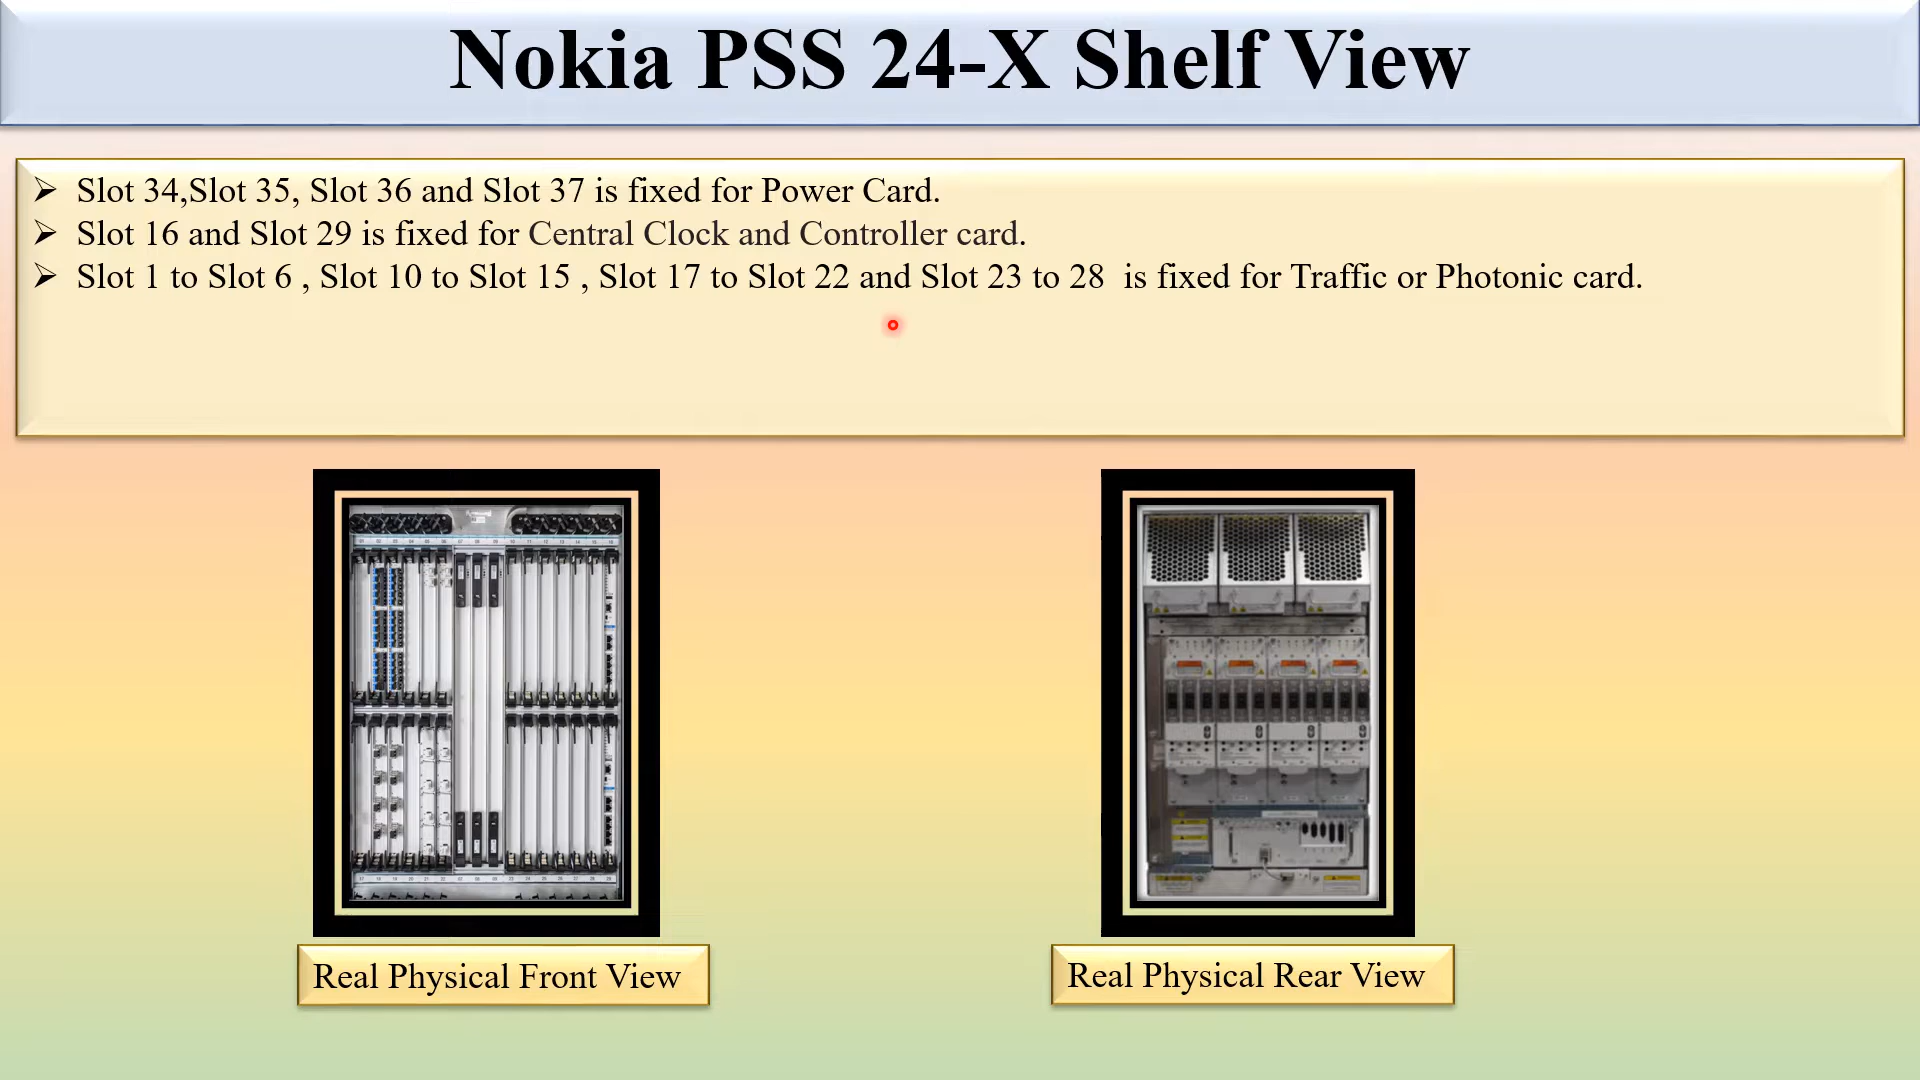 Nokia PSS 24-X Shelf View
➢ Slot 34,Slot 35, Slot 36 and Slot 37 is fixed for Power Card.
➢ Slot 16 and Slot 29 is fixed for Central Clock and Controller card.
➢ Slot 1 to Slot 6 , Slot 10 to Slot 15 , Slot 17 to Slot 22 and Slot 23 to 28  is fixed for Traffic or Photonic card.
Real Physical Front View
Real Physical Rear View